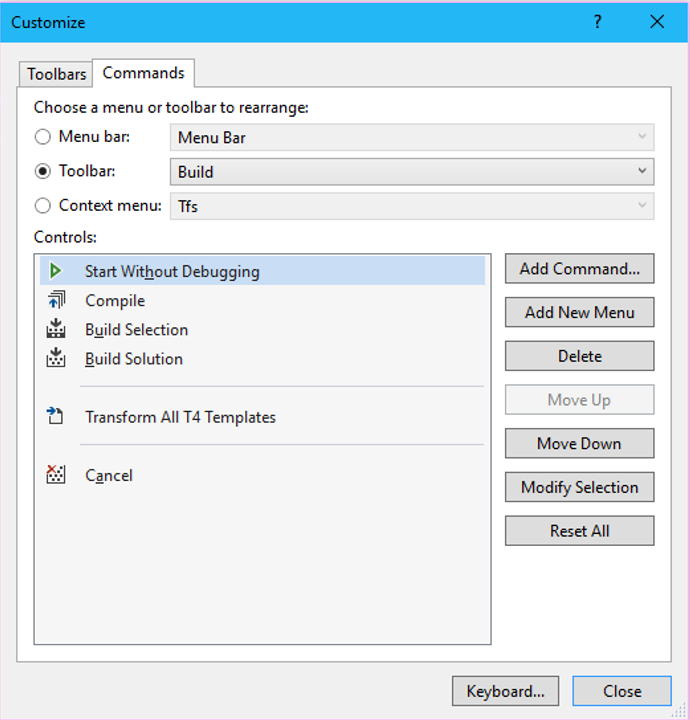 Customize ?
Toolbars Commands
Choose a menu or toolbar to rearrange:
Menu bar: Menu Bar
Toolbar: Build
Context menu: Tfs
Controls:
Start Without Debugging
Add Command...
Compile
Add New Menu
Build Selection
Build Solution
Delete
Move Up
Transform All T4 Templates
Move Down
Cancel
Modify Selection
Reset All
Keyboard... Close